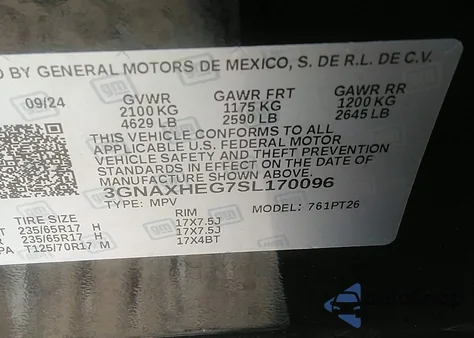 D BY GENERAL MOTORS DE MEXICO, S. DE R.L. DE C.V.
09/24 GVWR GAWR FRT GAWR RR
2100 KG 1175 KG 1200 KG
4629 LB 2590 LB 2645 LB
THIS VEHICLE CONFORMS TO ALL
APPLICABLE U.S. FEDERAL MOTOR
VEHICLE SAFETY AND THEFT PREVENTION
STANDARDS IN EFFECT ON THE DATE OF
MANUFACTURE SHOWN ABOVE.
3GNAXHEG7SL170096
TYPE: MPV MODEL: 761PT26
TIRE SIZE RIM
235/65R17 H 17X7.5J
235/65R17 H 17X7.5J
PA T125/70R17 M 17X4BT
gm